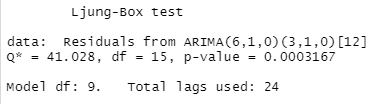 Ljung-Box test
data:  Residuals from ARIMA(6,1,0)(3,1,0)[12]
Q* = 41.028, df = 15, p-value = 0.0003167
Model df: 9.   Total lags used: 24